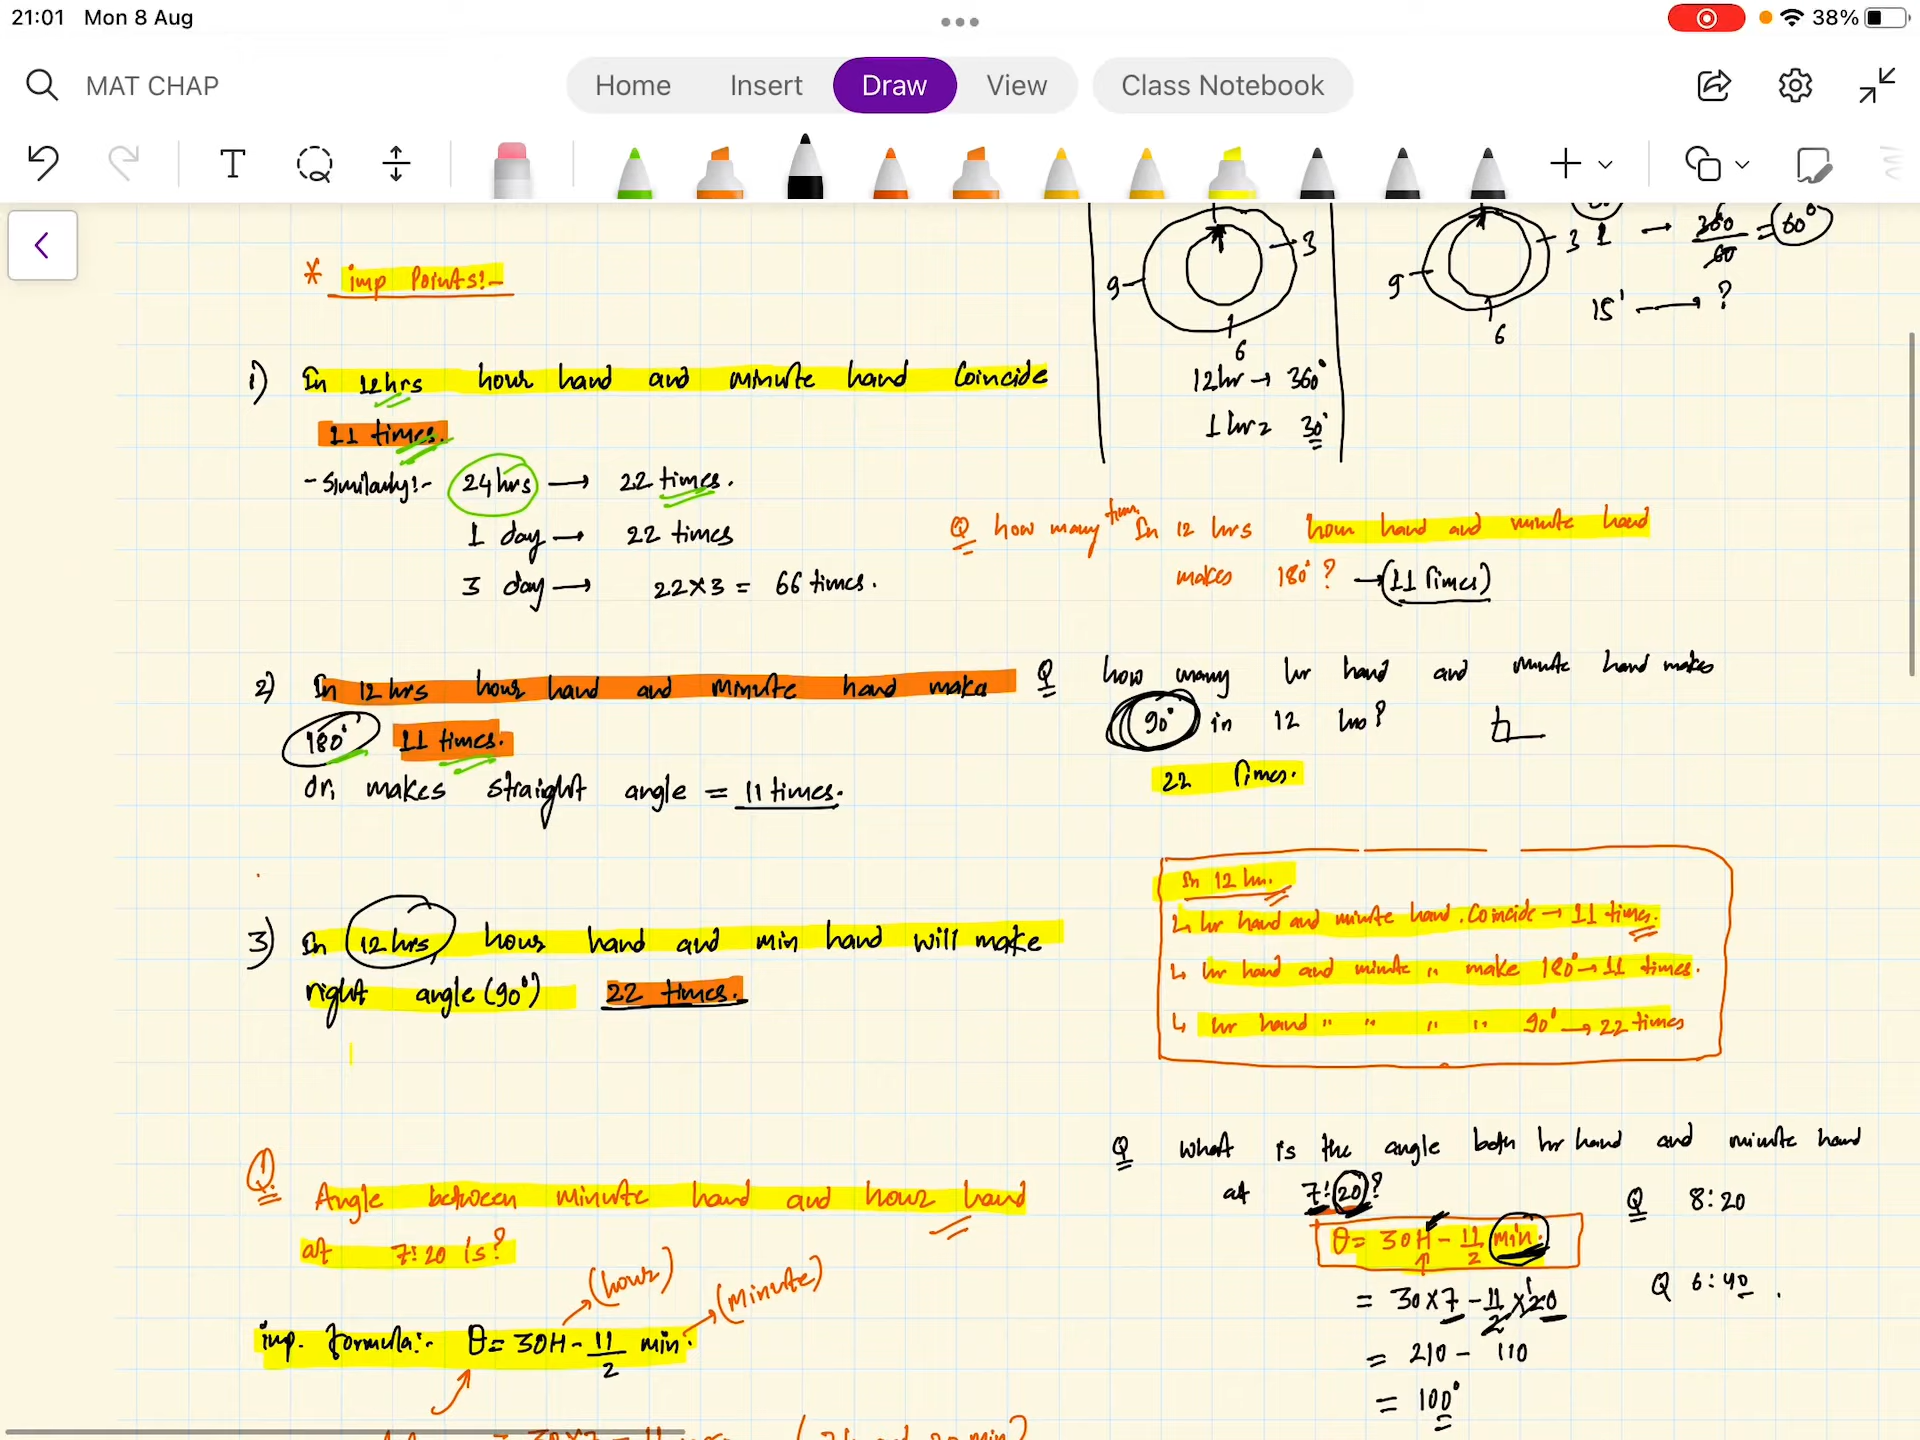 21:01 Mon 8 Aug
38%
MAT CHAP
Home Insert Draw View Class Notebook
T
* imp Points:-
1) In 12hrs hour hand and minute hand Coincide
11 times.
- Similarly:- 24hrs → 22 times.
1 day → 22 times
3 day → 22×3 = 66 times.
2) In 12 hrs hour hand and minute hand make
180° 11 times.
or, makes straight angle = 11 times.
3) In 12hrs, hour hand and min hand will make
right angle (90°) 22 times.
Q. Angle between minute hand and hour hand
at 7:20 is?
(hour) (minute)
imp. formula:- θ = 30H - 11/2 min.
3
9
6
12hr → 360°
1hr = 30°
3
9
6
1 → 360/60 = 60°
15' → ?
Q how many times In 12 hrs hour hand and minute hand
makes 180°? → (11 times)
Q how many hr hand and minute hand makes
90° in 12 hrs?
22 times.
In 12 hr.
↳ hr hand and minute hand. Coincide → 11 times.
↳ hr hand and minute " make 180° → 11 times.
↳ hr hand " " " " 90° → 22 times
Q What is the angle both hr hand and minute hand
at 7:20?
θ = 30H - 11/2 min.
= 30×7 - 11/2 × 20
= 210 - 110
= 100°
Q 8:20
Q 6:40.